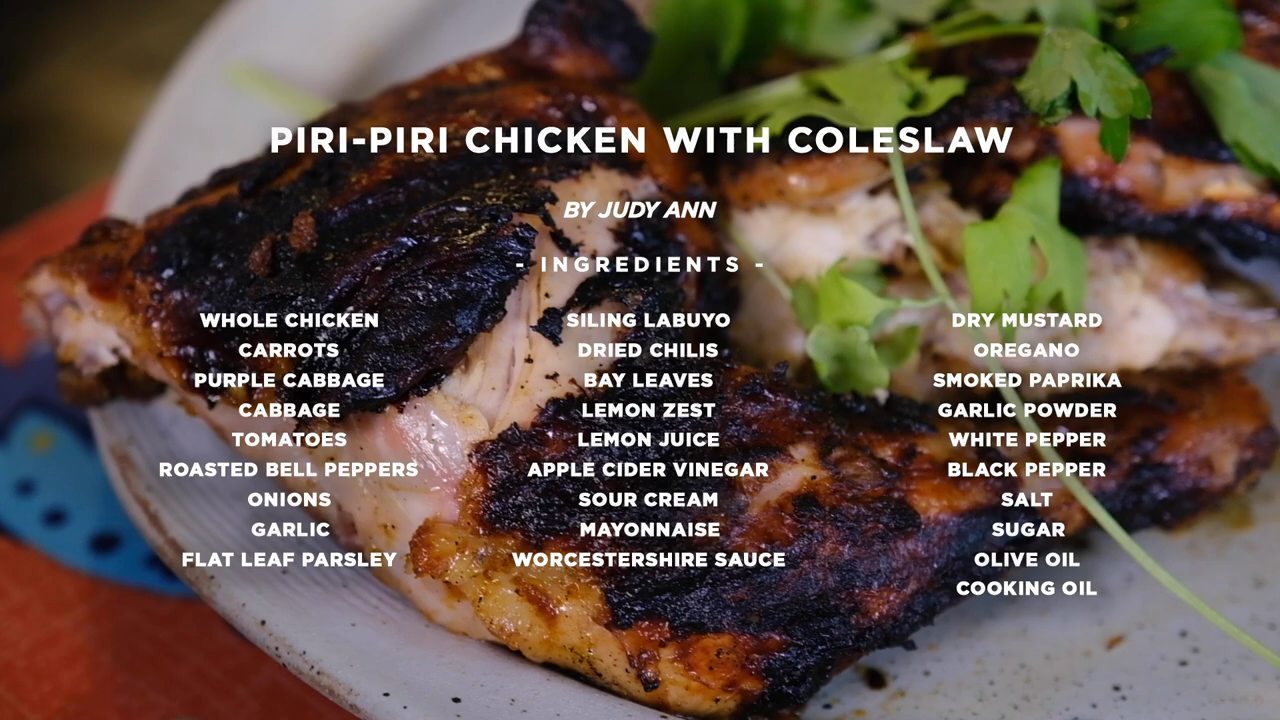 PIRI-PIRI CHICKEN WITH COLESLAW
BY JUDY ANN
- INGREDIENTS -
WHOLE CHICKEN
CARROTS
PURPLE CABBAGE
CABBAGE
TOMATOES
ROASTED BELL PEPPERS
ONIONS
GARLIC
FLAT LEAF PARSLEY
SILING LABUYO
DRIED CHILIS
BAY LEAVES
LEMON ZEST
LEMON JUICE
APPLE CIDER VINEGAR
SOUR CREAM
MAYONNAISE
WORCESTERSHIRE SAUCE
DRY MUSTARD
OREGANO
SMOKED PAPRIKA
GARLIC POWDER
WHITE PEPPER
BLACK PEPPER
SALT
SUGAR
OLIVE OIL
COOKING OIL